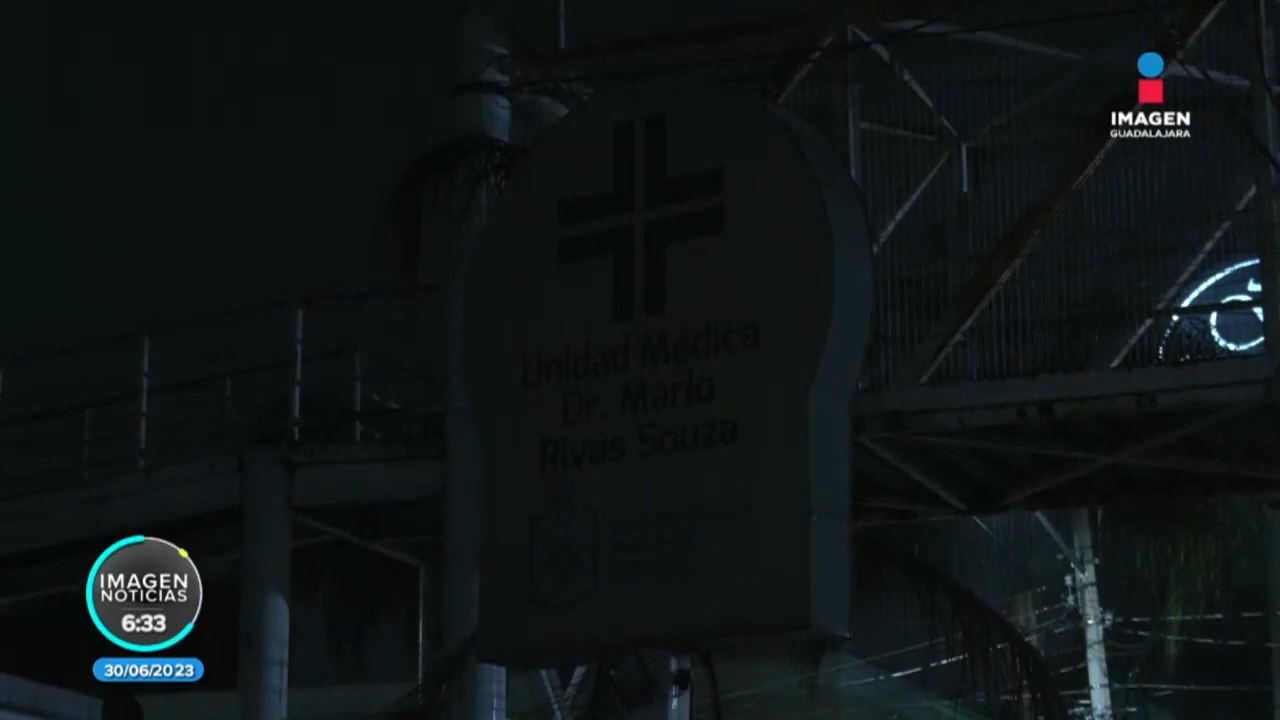 IMAGEN
GUADALAJARA
Unidad Médica
Dr. Mario
Rivas Souza
IMAGEN
NOTICIAS
6:33
30/06/2023